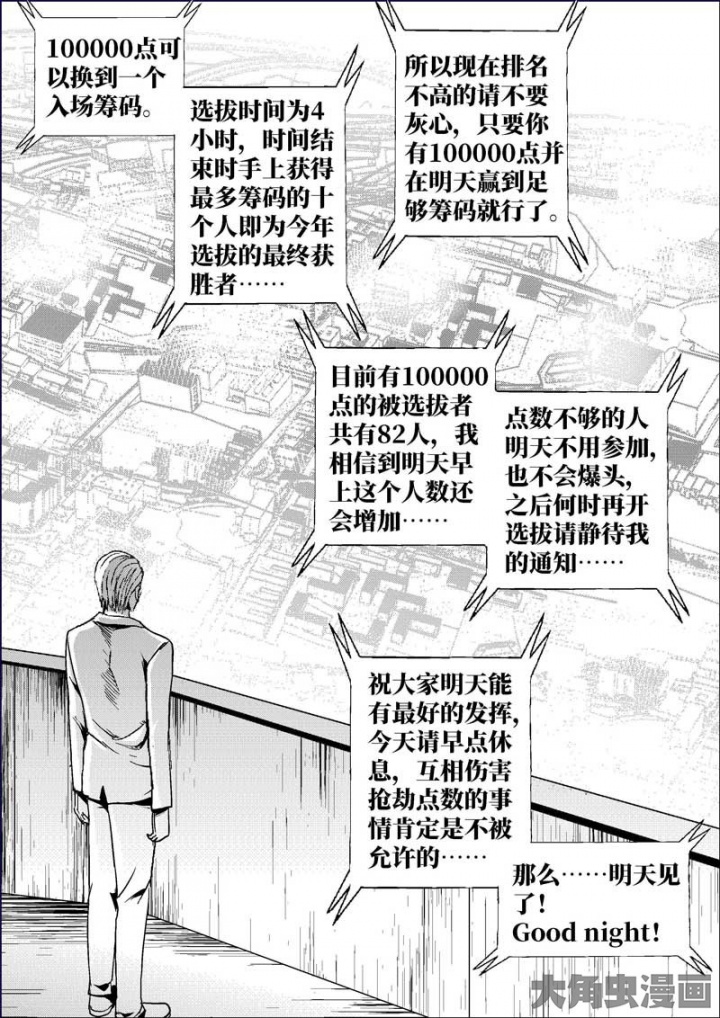 100000点可
以换到一个
入场筹码。
选拔时间为4
小时，时间结
束时手上获得
最多筹码的十
个人即为今年
选拔的最终获
胜者……
所以现在排名
不高的请不要
灰心，只要你
有100000点并
在明天赢到足
够筹码就行了。
目前有100000
点的被选拔者
共有82人，我
相信到明天早
上这个人数还
会增加……
点数不够的人
明天不用参加，
也不会爆头，
之后何时再开
选拔请静待我
的通知……
祝大家明天能
有最好的发挥，
今天请早点休
息，互相伤害
抢劫点数的事
情肯定是不被
允许的……
那么……明天见
了！
Good night！
大角虫漫画